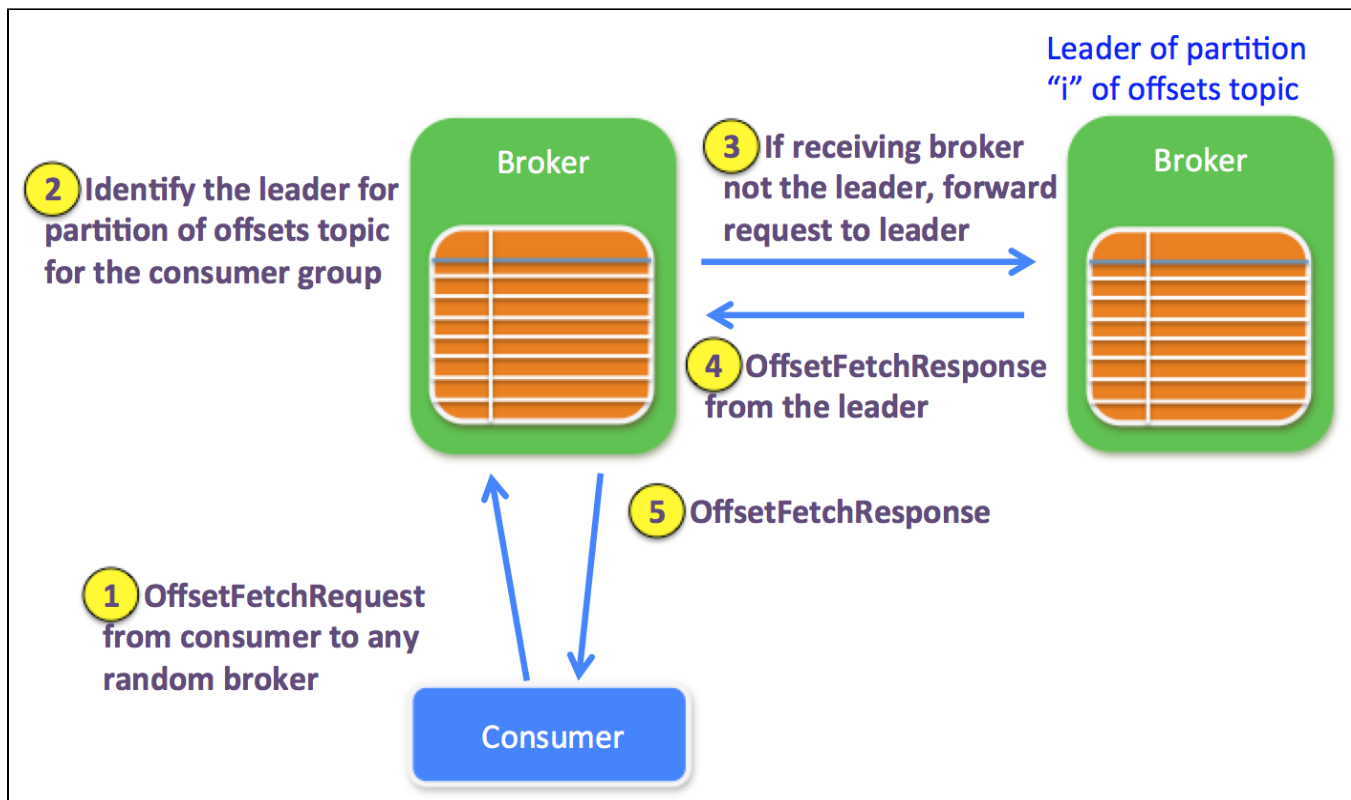 Leader of partition
“i” of offsets topic
Broker
Broker
2 Identify the leader for
partition of offsets topic
for the consumer group
3 If receiving broker
not the leader, forward
request to leader
4 OffsetFetchResponse
from the leader
5 OffsetFetchResponse
1 OffsetFetchRequest
from consumer to any
random broker
Consumer